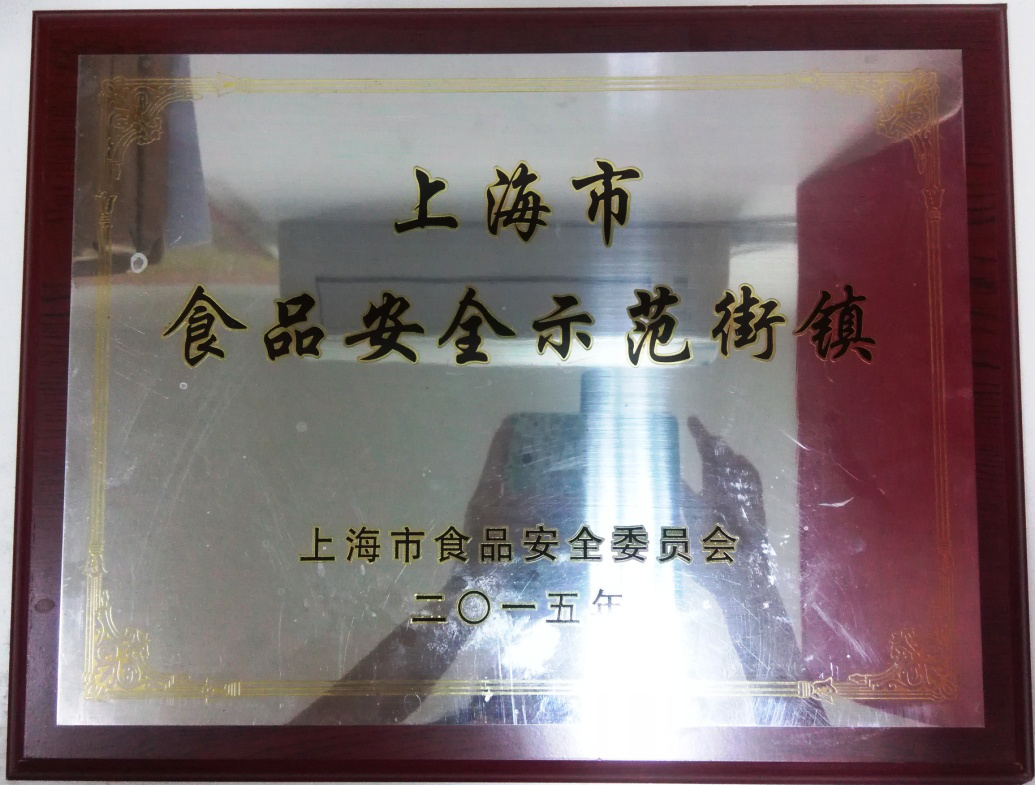 上海市
食品安全示范街镇
上海市食品安全委员会
二〇一五年